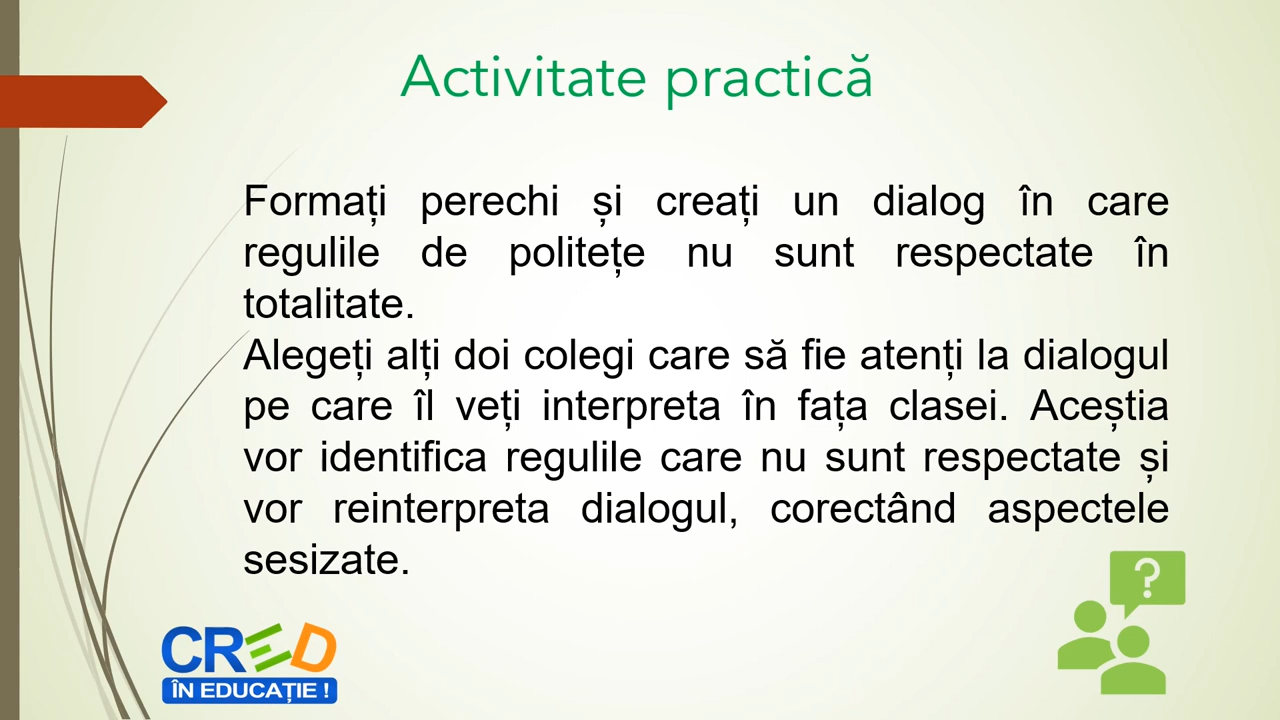 Activitate practică
Formați perechi și creați un dialog în care
regulile de politețe nu sunt respectate în
totalitate.
Alegeți alți doi colegi care să fie atenți la dialogul
pe care îl veți interpreta în fața clasei. Aceștia
vor identifica regulile care nu sunt respectate și
vor reinterpreta dialogul, corectând aspectele
sesizate.
?
CRED
ÎN EDUCAȚIE !